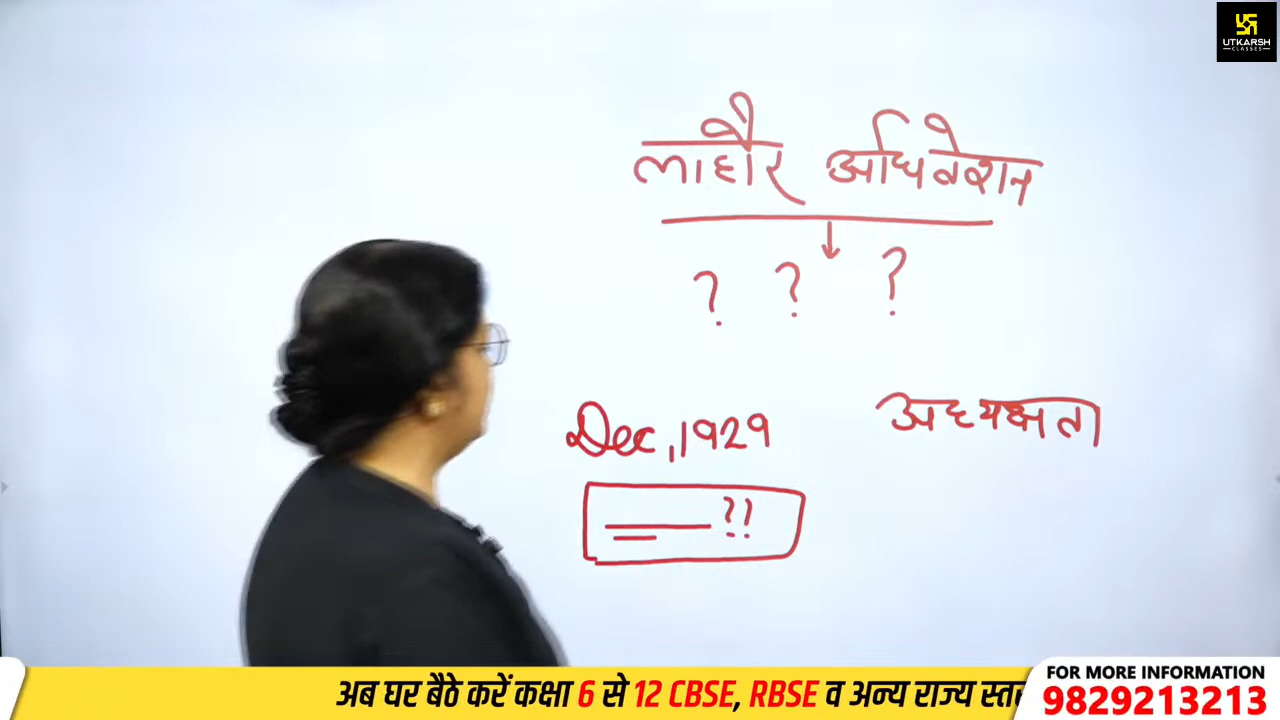 UTKARSH
CLASSES
लाहौर अधिवेशन
? ? ?
Dec, 1929
अध्यक्षता
??
अब घर बैठे करें कक्षा 6 से 12 CBSE, RBSE व अन्य राज्य
FOR MORE INFORMATION
9829213213